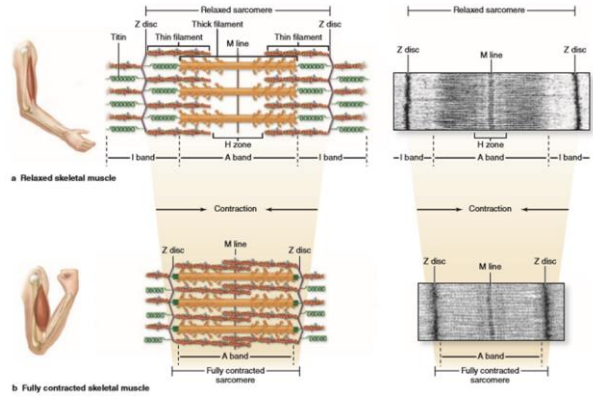 Relaxed sarcomere
Z disc Thick filament Z disc
Titin Thin filament M line Thin filament
H zone
I band A band I band
a Relaxed skeletal muscle
Relaxed sarcomere
Z disc M line Z disc
H zone
I band A band I band
Contraction
Contraction
Z disc M line Z disc
A band
Fully contracted
sarcomere
b Fully contracted skeletal muscle
Z disc M line Z disc
A band
Fully contracted
sarcomere